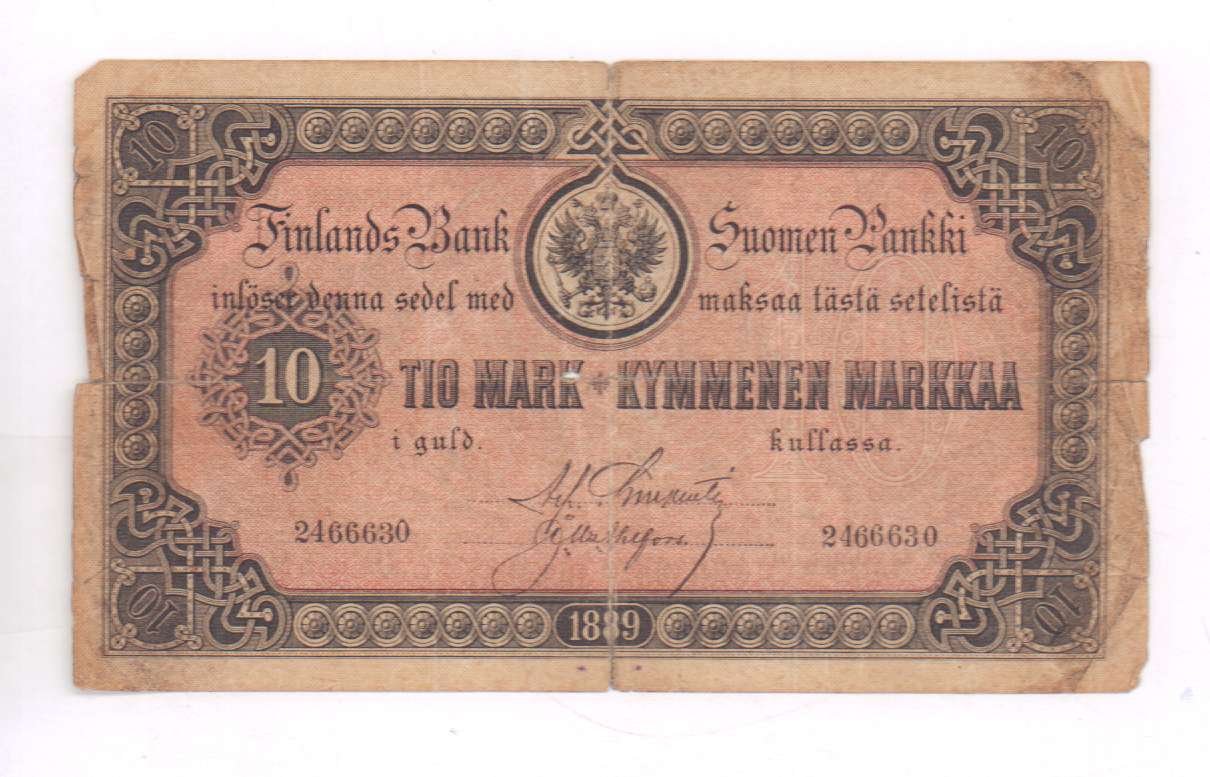 10 10
Finlands Bank Suomen Pankki
inlöser denna sedel med maksaa tästä setelistä
10 TIO MARK + KYMMENEN MARKKAA
i guld. kullassa.
10
2466630 2466630
10 1889 10